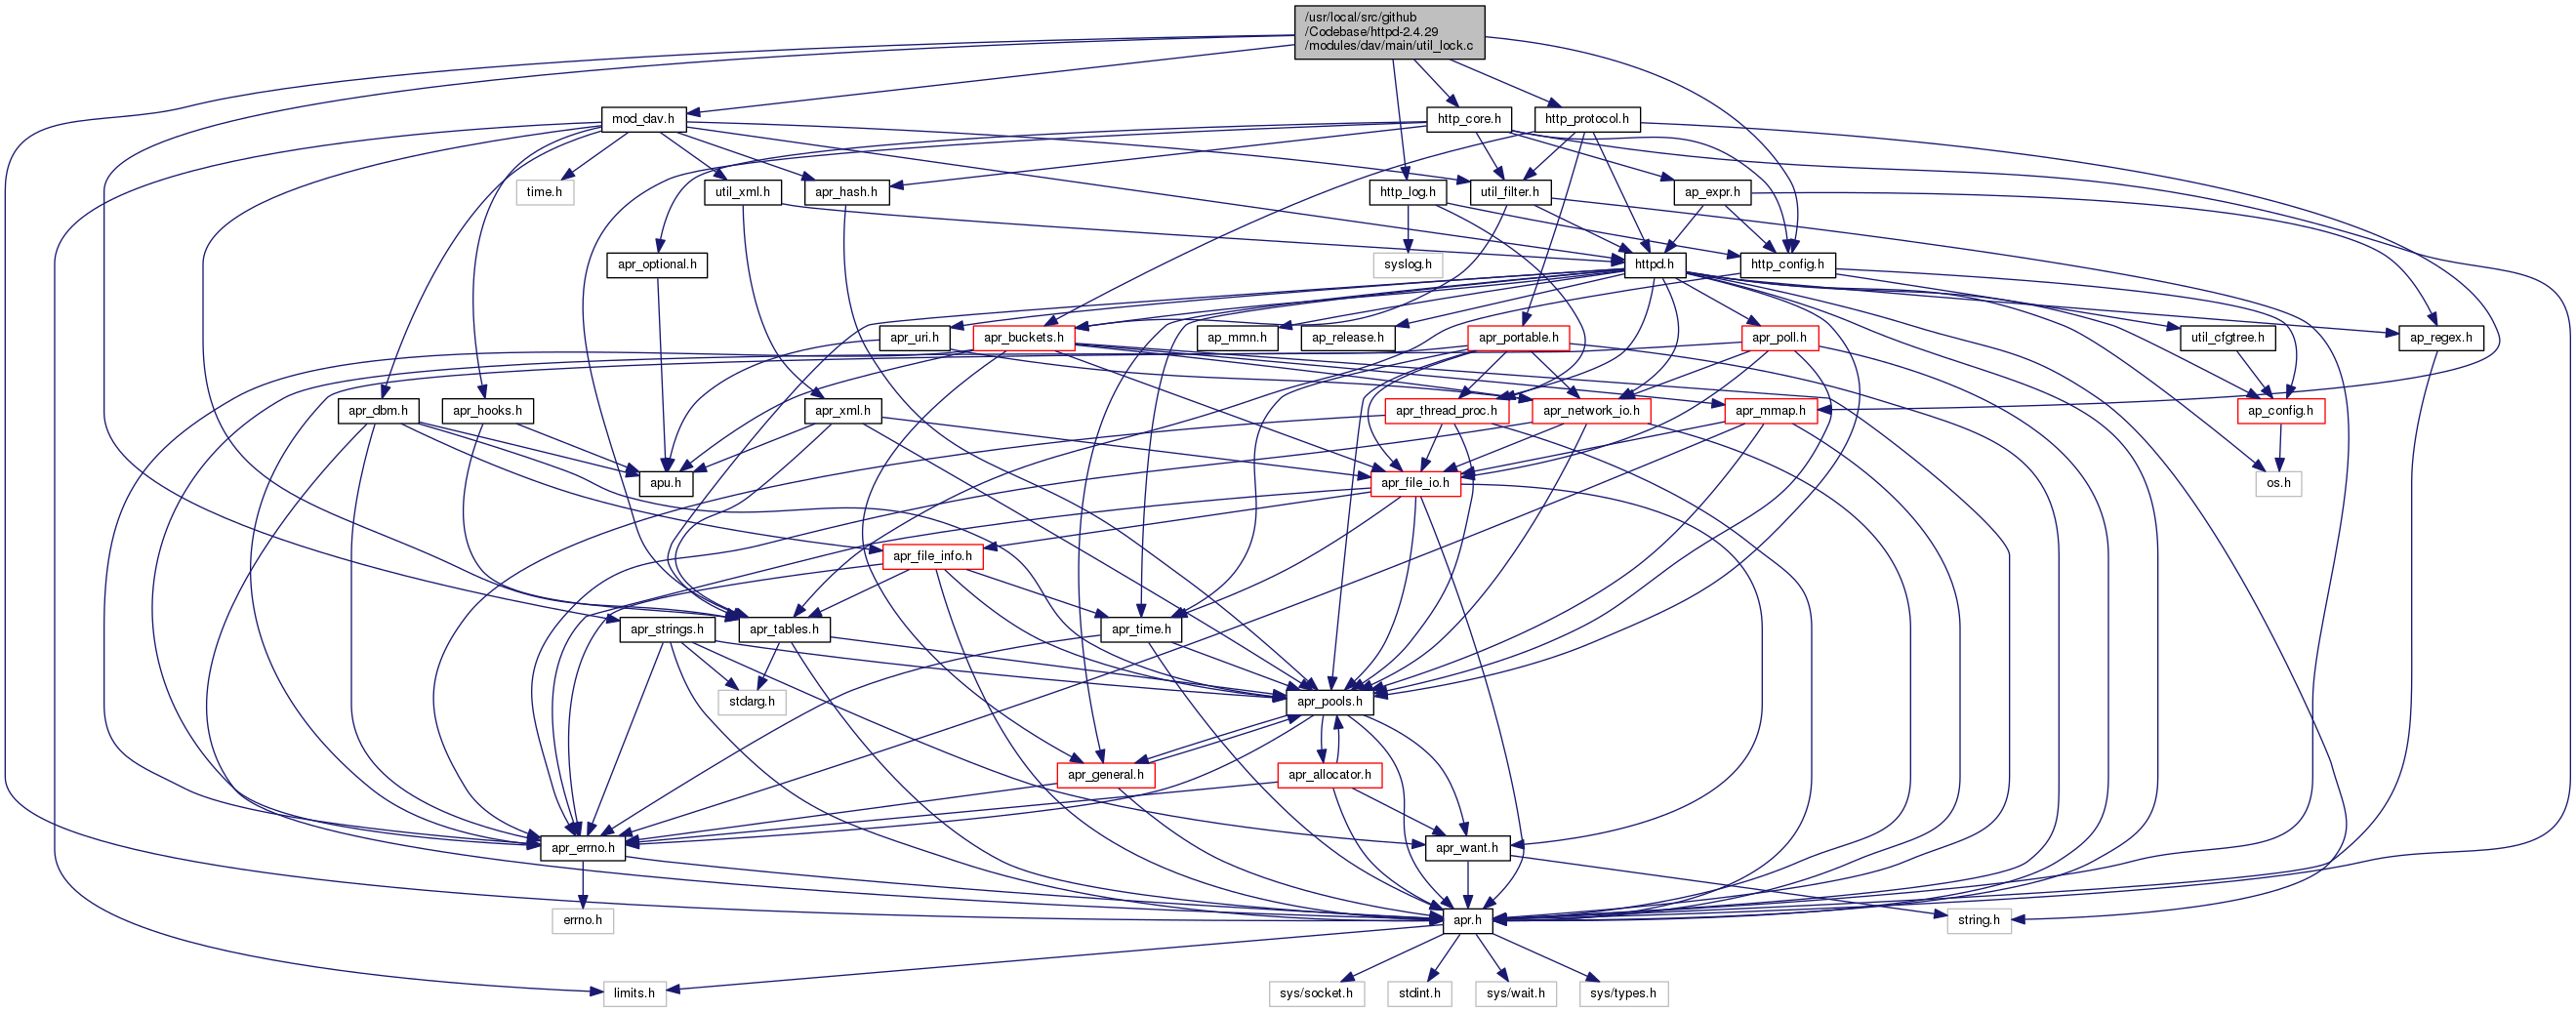 /usr/local/src/github
/Codebase/httpd-2.4.29
/modules/dav/main/util_lock.c
mod_dav.h
http_core.h
http_protocol.h
time.h
util_xml.h
apr_hash.h
http_log.h
util_filter.h
ap_expr.h
apr_optional.h
syslog.h
httpd.h
http_config.h
apr_uri.h
apr_buckets.h
ap_mmn.h
ap_release.h
apr_portable.h
apr_poll.h
util_cfgtree.h
ap_regex.h
apr_dbm.h
apr_hooks.h
apr_xml.h
apr_thread_proc.h
apr_network_io.h
apr_mmap.h
ap_config.h
apu.h
apr_file_io.h
os.h
apr_file_info.h
apr_strings.h
apr_tables.h
apr_time.h
stdarg.h
apr_pools.h
apr_general.h
apr_allocator.h
apr_errno.h
apr_want.h
errno.h
apr.h
string.h
limits.h
sys/socket.h
stdint.h
sys/wait.h
sys/types.h